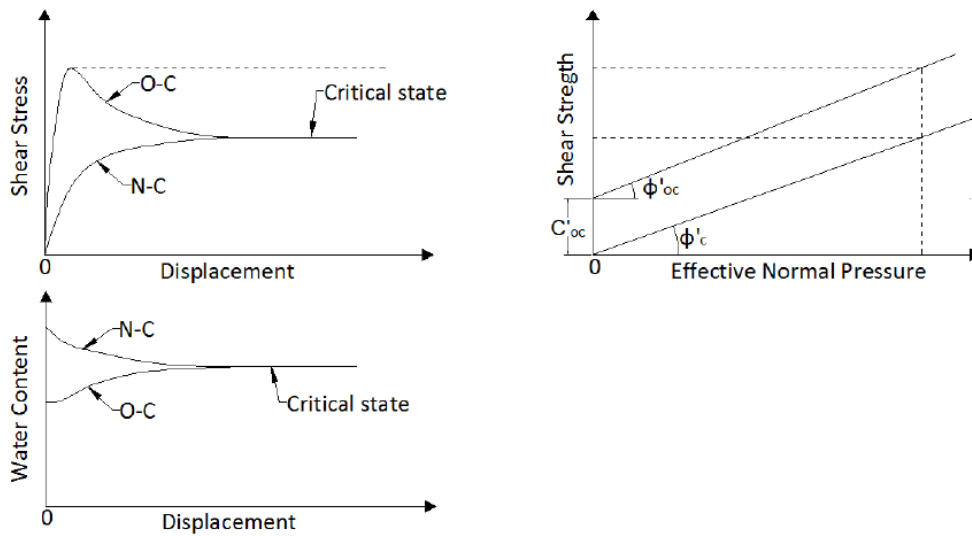 Shear Stress
O-C
Critical state
N-C
0
Displacement
Shear Stregth
ϕ'oc
C'oc
ϕ'c
0
Effective Normal Pressure
Water Content
N-C
O-C
Critical state
0
Displacement